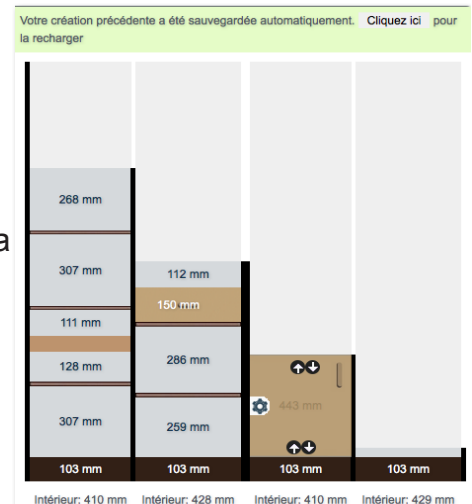 Votre création précédente a été sauvegardée automatiquement. Cliquez ici pour
la recharger
268 mm
307 mm
a
112 mm
150 mm
111 mm
128 mm
286 mm
443 mm
307 mm
259 mm
103 mm 103 mm 103 mm 103 mm
Intérieur: 410 mm Intérieur: 428 mm Intérieur: 410 mm Intérieur: 429 mm